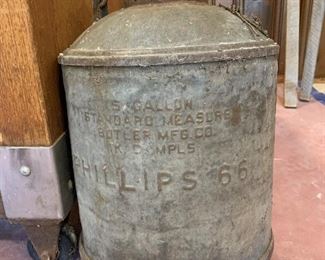 5 GALLON
STANDARD MEASURE
BUTLER MFG. CO.
K. C. MPLS.
PHILLIPS 66